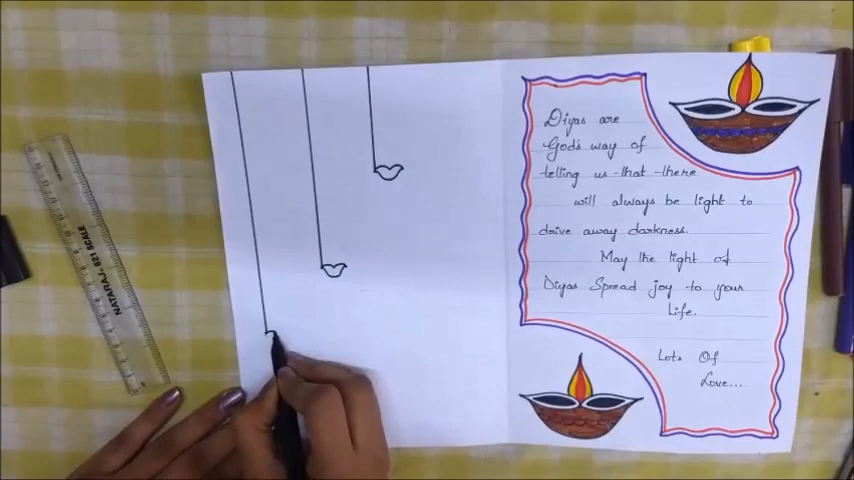 NATARAJ 621 SCALE
Diyas are
God's way of
telling us that there
will always be light to
drive away darkness.
May the light of
Diyas Spread joy to your
Life.
Lots Of
Love...